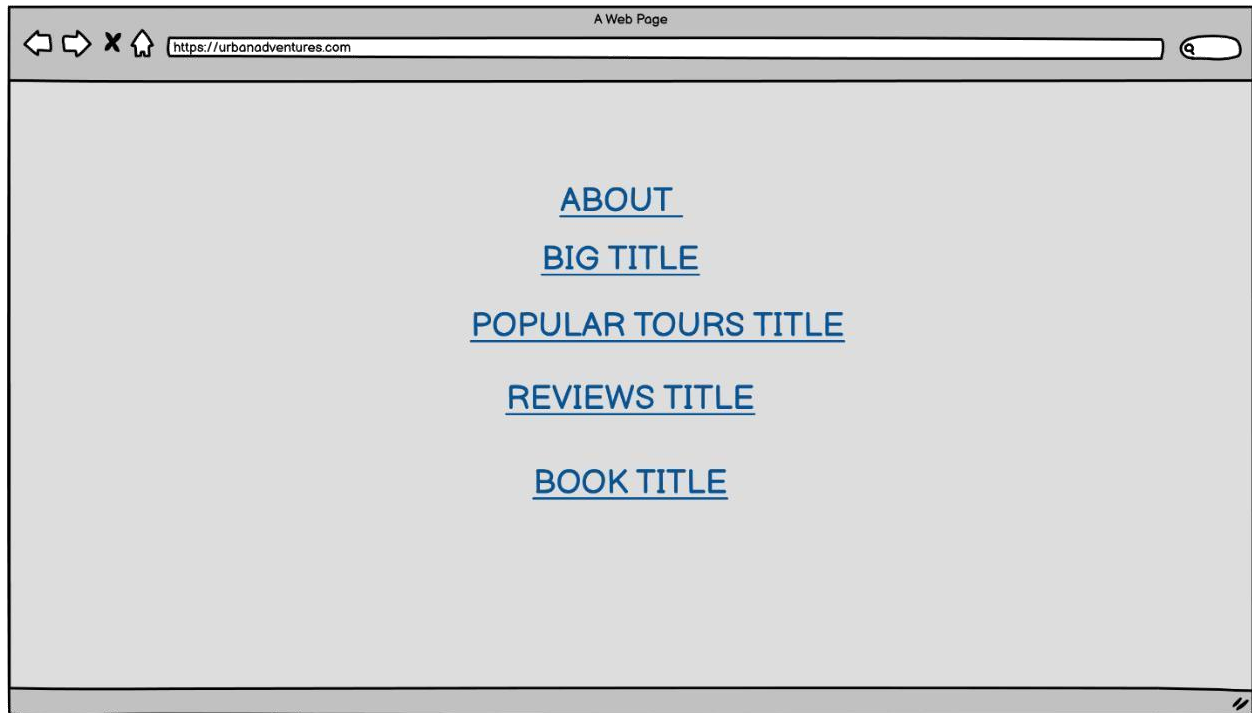 A Web Page
https://urbanadventures.com
ABOUT
BIG TITLE
POPULAR TOURS TITLE
REVIEWS TITLE
BOOK TITLE